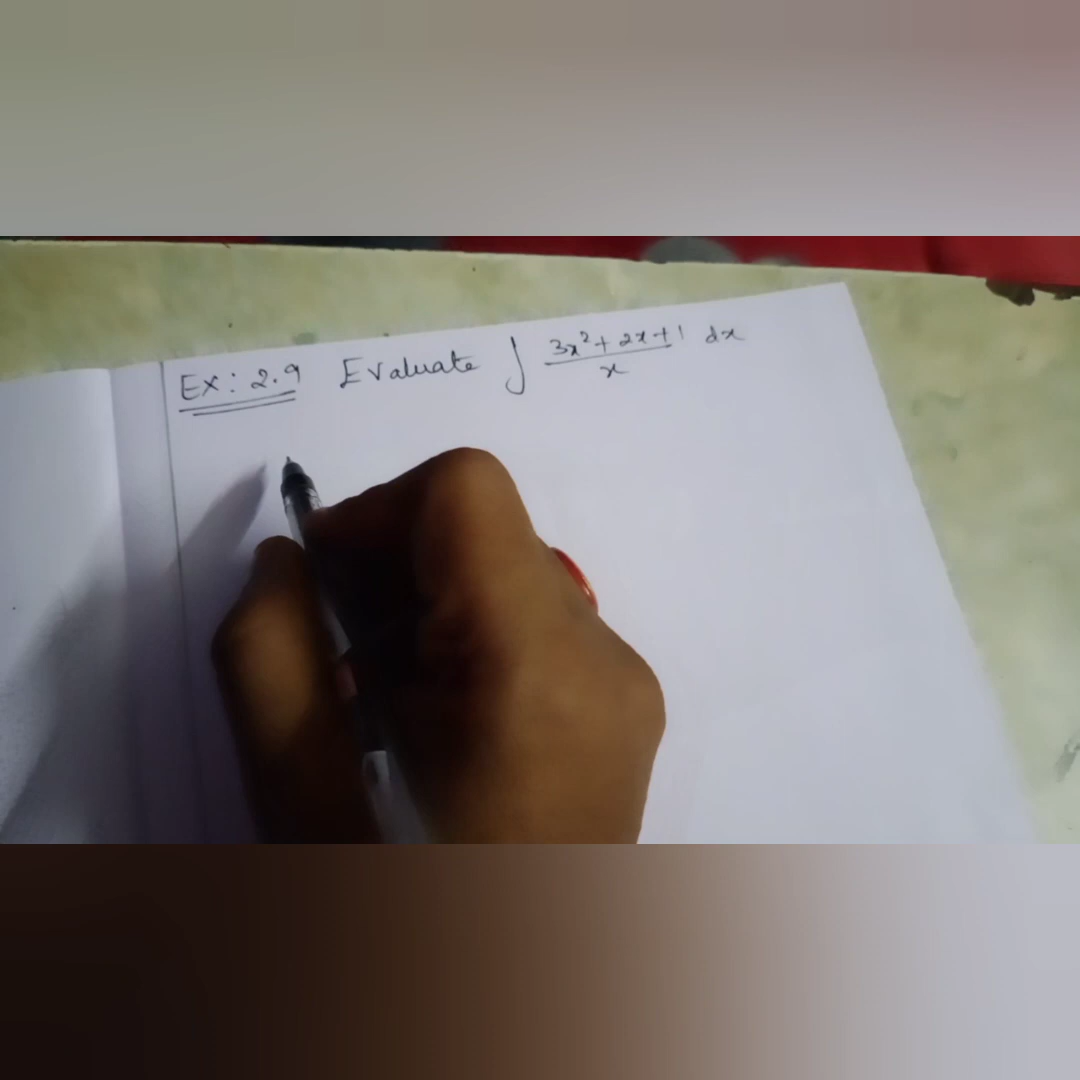 Ex: 2.9 Evaluate ∫ (3x²+2x+1)/x dx